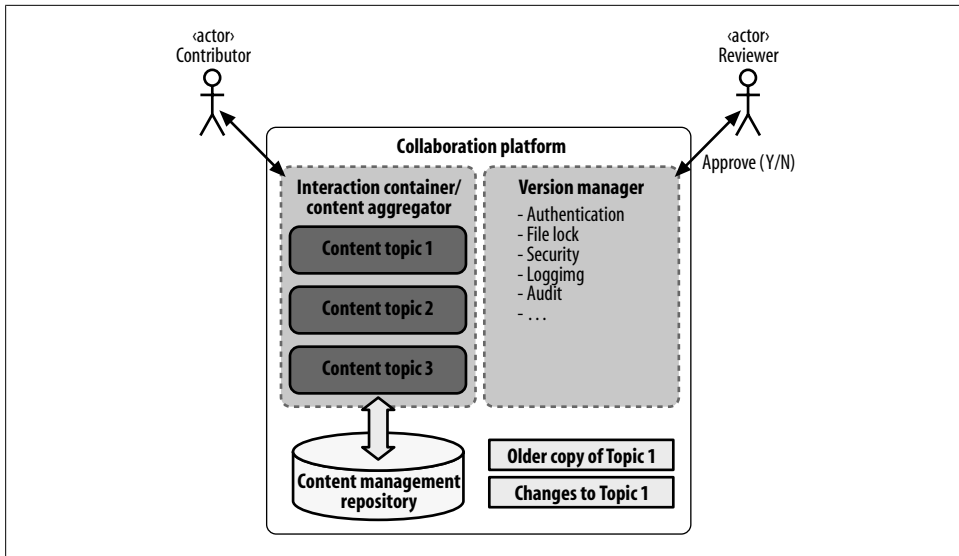 ‹actor›
Contributor
‹actor›
Reviewer
Collaboration platform
Approve (Y/N)
Interaction container/
content aggregator
Content topic 1
Content topic 2
Content topic 3
Version manager
- Authentication
- File lock
- Security
- Loggimg
- Audit
- . . .
Content management
repository
Older copy of Topic 1
Changes to Topic 1